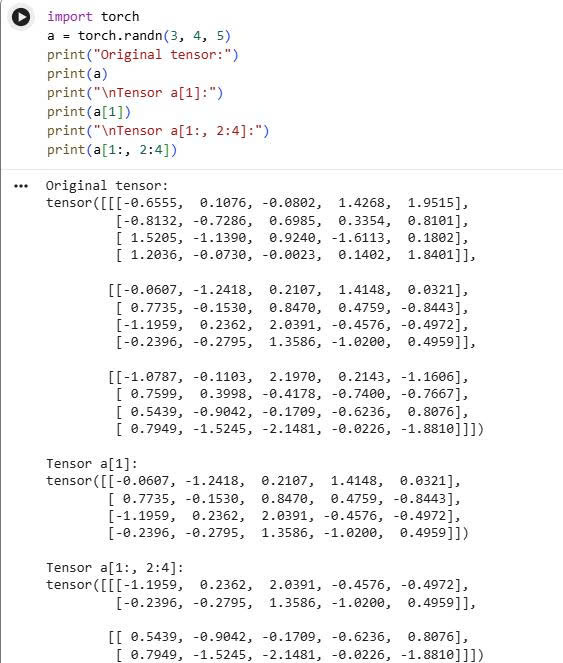 import torch
a = torch.randn(3, 4, 5)
print("Original tensor:")
print(a)
print("\nTensor a[1]:")
print(a[1])
print("\nTensor a[1:, 2:4]:")
print(a[1:, 2:4])
Original tensor:
tensor([[[-0.6555,  0.1076, -0.0802,  1.4268,  1.9515],
         [-0.8132, -0.7286,  0.6985,  0.3354,  0.8101],
         [ 1.5205, -1.1390,  0.9240, -1.6113,  0.1802],
         [ 1.2036, -0.0730, -0.0023,  0.1402,  1.8401]],
        [[-0.0607, -1.2418,  0.2107,  1.4148,  0.0321],
         [ 0.7735, -0.1530,  0.8470,  0.4759, -0.8443],
         [-1.1959,  0.2362,  2.0391, -0.4576, -0.4972],
         [-0.2396, -0.2795,  1.3586, -1.0200,  0.4959]],
        [[-1.0787, -0.1103,  2.1970,  0.2143, -1.1606],
         [ 0.7599,  0.3998, -0.4178, -0.7400, -0.7667],
         [ 0.5439, -0.9042, -0.1709, -0.6236,  0.8076],
         [ 0.7949, -1.5245, -2.1481, -0.0226, -1.8810]]])
Tensor a[1]:
tensor([[-0.0607, -1.2418,  0.2107,  1.4148,  0.0321],
        [ 0.7735, -0.1530,  0.8470,  0.4759, -0.8443],
        [-1.1959,  0.2362,  2.0391, -0.4576, -0.4972],
        [-0.2396, -0.2795,  1.3586, -1.0200,  0.4959]])
Tensor a[1:, 2:4]:
tensor([[[-1.1959,  0.2362,  2.0391, -0.4576, -0.4972],
         [-0.2396, -0.2795,  1.3586, -1.0200,  0.4959]],
        [[ 0.5439, -0.9042, -0.1709, -0.6236,  0.8076],
         [ 0.7949, -1.5245, -2.1481, -0.0226, -1.8810]]])